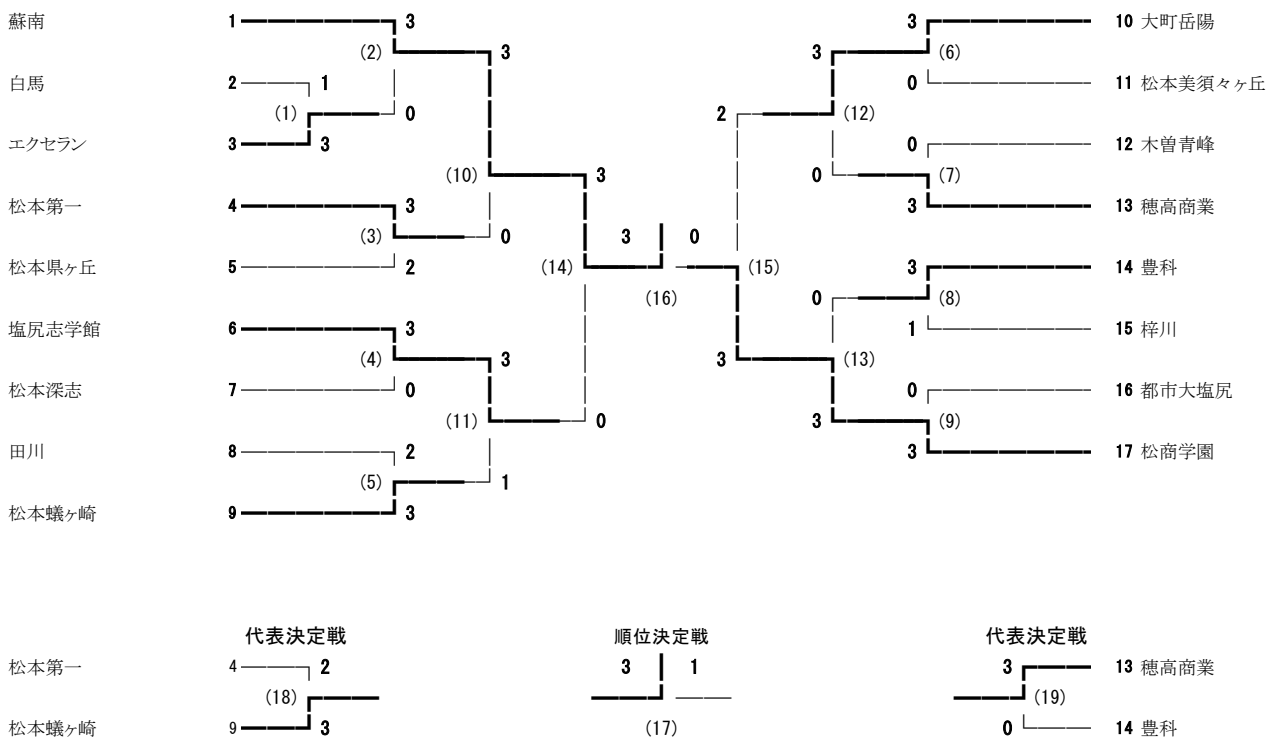 蘇南 1 3 3 10 大町岳陽
(2) 3 3 (6)
白馬 2 1 0 11 松本美須々ヶ丘
(1) 0 2 (12)
エクセラン 3 3 0 12 木曽青峰
(10) 3 0 (7)
松本第一 4 3 3 13 穂高商業
(3) 0 3 0
松本県ヶ丘 5 2 (14) (15) 3 14 豊科
(16) 0 (8)
塩尻志学館 6 3 1 15 梓川
(4) 3 3 (13)
松本深志 7 0 0 16 都市大塩尻
(11) 0 3 (9)
田川 8 2 3 17 松商学園
(5) 1
松本蟻ヶ崎 9 3
代表決定戦 順位決定戦 代表決定戦
松本第一 4 2 3 1 3 13 穂高商業
(18) (19)
松本蟻ヶ崎 9 3 (17) 0 14 豊科